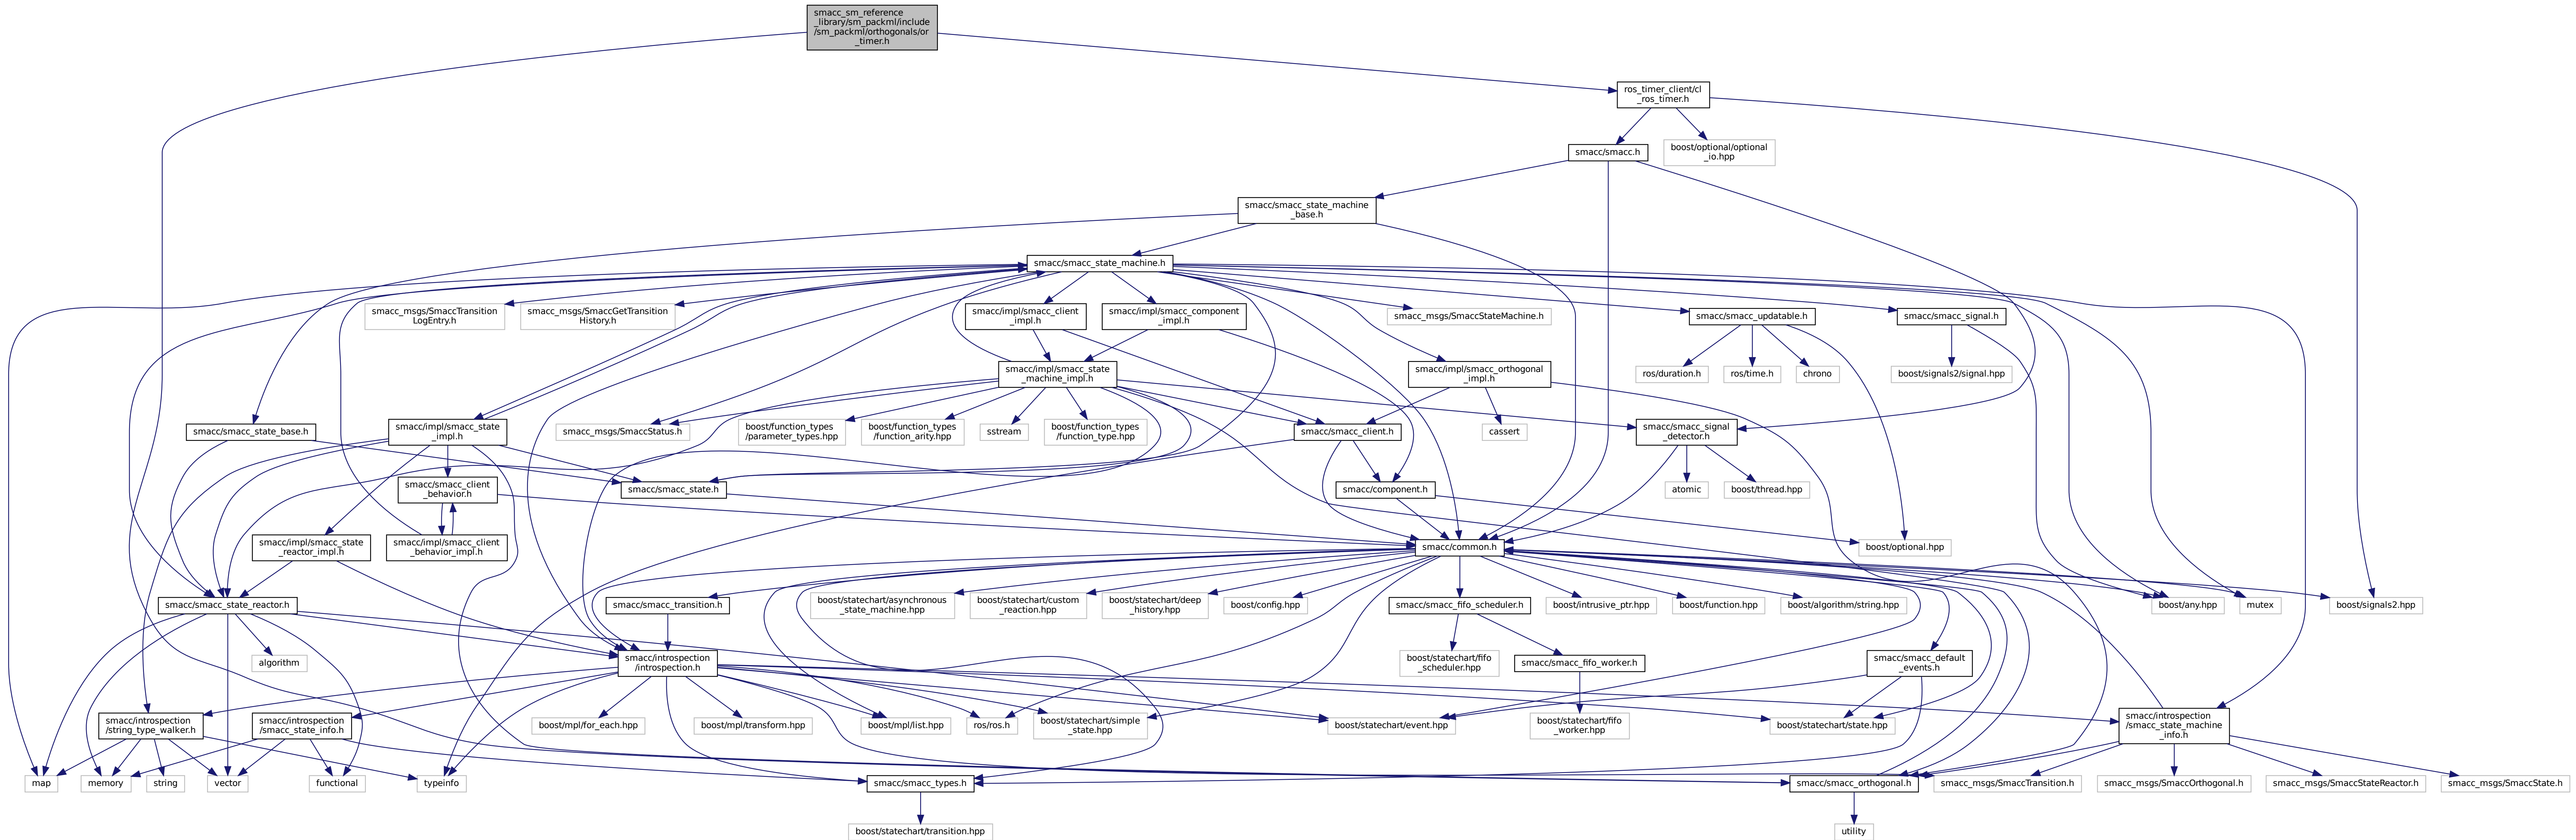 smacc_sm_reference
_library/sm_packml/include
/sm_packml/orthogonals/or
_timer.h
ros_timer_client/cl
_ros_timer.h
smacc/smacc.h
boost/optional/optional
_io.hpp
smacc/smacc_state_machine
_base.h
smacc/smacc_state_machine.h
smacc_msgs/SmaccTransition
LogEntry.h
smacc_msgs/SmaccGetTransition
History.h
smacc/impl/smacc_client
_impl.h
smacc/impl/smacc_component
_impl.h
smacc_msgs/SmaccStateMachine.h
smacc/smacc_updatable.h
smacc/smacc_signal.h
smacc/impl/smacc_state
_machine_impl.h
smacc/impl/smacc_orthogonal
_impl.h
ros/duration.h
ros/time.h
chrono
boost/signals2/signal.hpp
smacc/smacc_state_base.h
smacc/impl/smacc_state
_impl.h
smacc_msgs/SmaccStatus.h
boost/function_types
/parameter_types.hpp
boost/function_types
/function_arity.hpp
sstream
boost/function_types
/function_type.hpp
smacc/smacc_client.h
cassert
smacc/smacc_signal
_detector.h
smacc/smacc_client
_behavior.h
smacc/smacc_state.h
smacc/component.h
atomic
boost/thread.hpp
smacc/impl/smacc_state
_reactor_impl.h
smacc/impl/smacc_client
_behavior_impl.h
smacc/common.h
boost/optional.hpp
smacc/smacc_state_reactor.h
smacc/smacc_transition.h
boost/statechart/asynchronous
_state_machine.hpp
boost/statechart/custom
_reaction.hpp
boost/statechart/deep
_history.hpp
boost/config.hpp
smacc/smacc_fifo_scheduler.h
boost/intrusive_ptr.hpp
boost/function.hpp
boost/algorithm/string.hpp
boost/any.hpp
mutex
boost/signals2.hpp
algorithm
smacc/introspection
/introspection.h
boost/statechart/fifo
_scheduler.hpp
smacc/smacc_fifo_worker.h
smacc/smacc_default
_events.h
smacc/introspection
/string_type_walker.h
smacc/introspection
/smacc_state_info.h
boost/mpl/for_each.hpp
boost/mpl/transform.hpp
boost/mpl/list.hpp
ros/ros.h
boost/statechart/simple
_state.hpp
boost/statechart/event.hpp
boost/statechart/fifo
_worker.hpp
boost/statechart/state.hpp
smacc/introspection
/smacc_state_machine
_info.h
map
memory
string
vector
functional
typeinfo
smacc/smacc_types.h
smacc/smacc_orthogonal.h
smacc_msgs/SmaccTransition.h
smacc_msgs/SmaccOrthogonal.h
smacc_msgs/SmaccStateReactor.h
smacc_msgs/SmaccState.h
boost/statechart/transition.hpp
utility